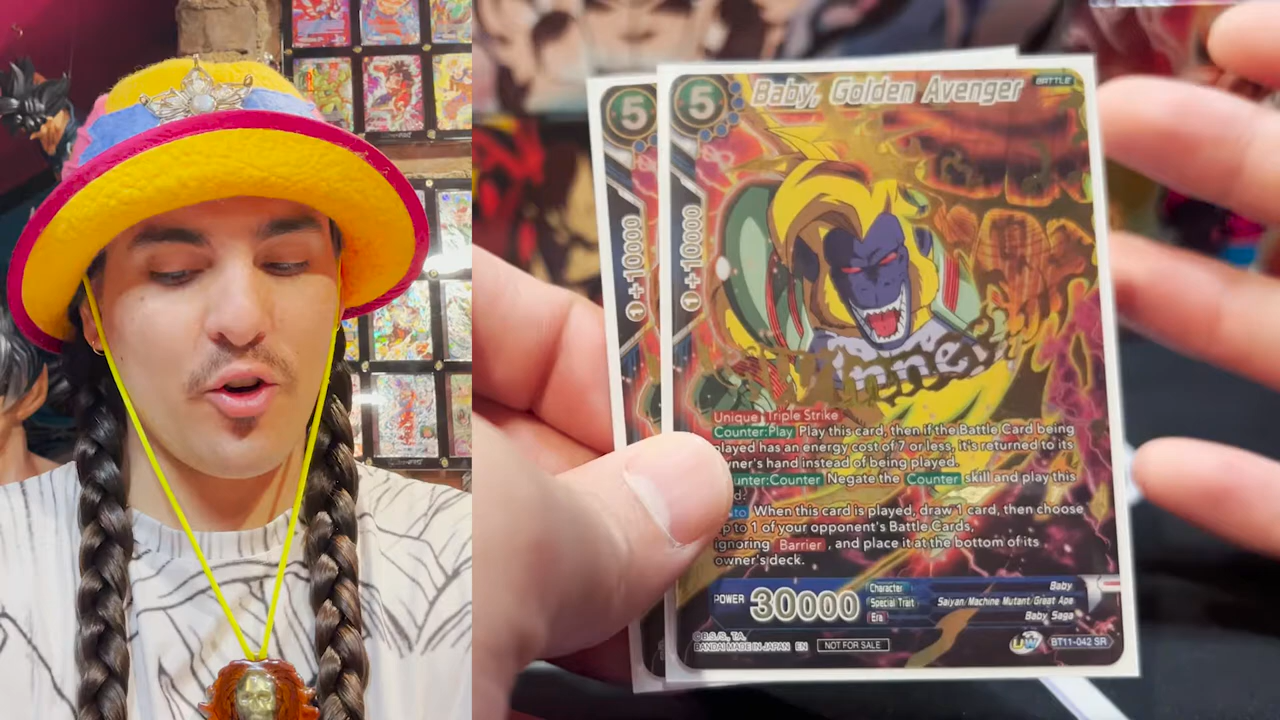 5
5
Baby, Golden Avenger
BATTLE
1 +10000
1 +10000
Winner
Unique Triple Strike
Counter:Play Play this card, then if the Battle Card being
played has an energy cost of 7 or less, it's returned to its
owner's hand instead of being played.
Counter:Counter Negate the Counter skill and play this
When this card is played, draw 1 card, then choose
up to 1 of your opponent's Battle Cards,
ignoring Barrier, and place it at the bottom of its
owner's deck.
POWER 30000
Character Baby
Special Trait Saiyan/Machine Mutant/Great Ape
Era Baby Saga
©B.S./S., T.A.
BANDAI MADE IN JAPAN EN
NOT FOR SALE
UW
BT11-042 SR